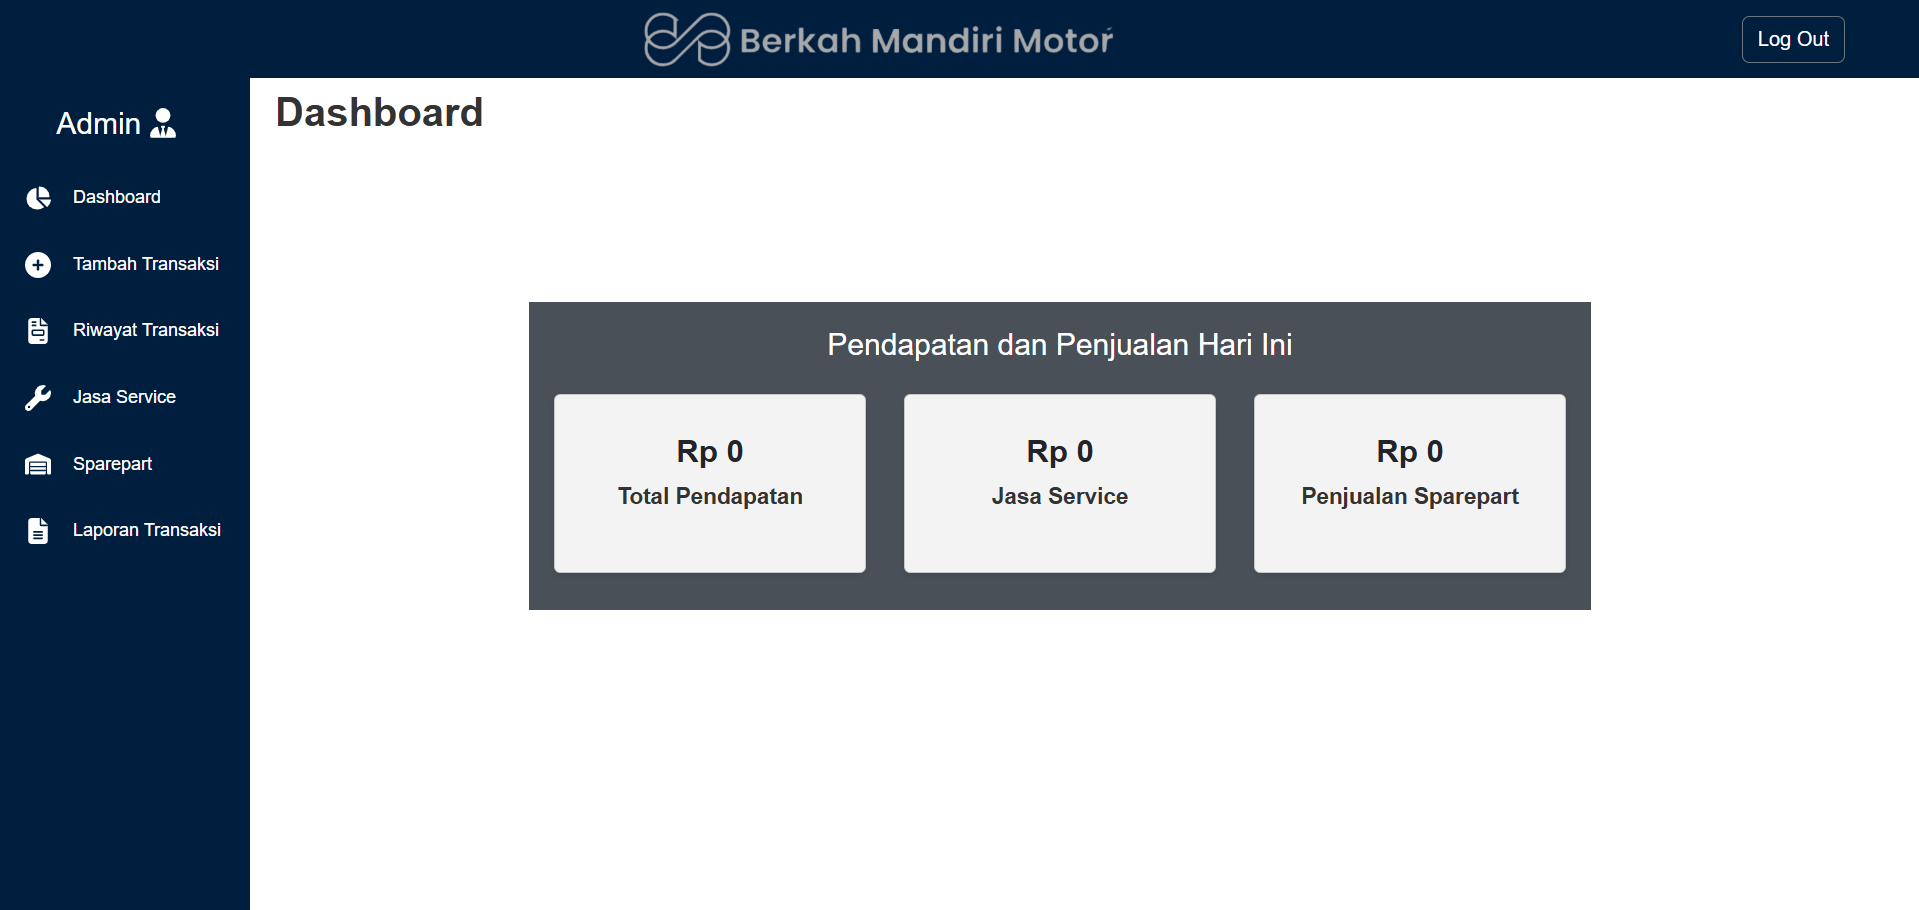 Berkah Mandiri Motor
Log Out
Admin
Dashboard
Tambah Transaksi
Riwayat Transaksi
Jasa Service
Sparepart
Laporan Transaksi
Dashboard
Pendapatan dan Penjualan Hari Ini
Rp 0
Total Pendapatan
Rp 0
Jasa Service
Rp 0
Penjualan Sparepart